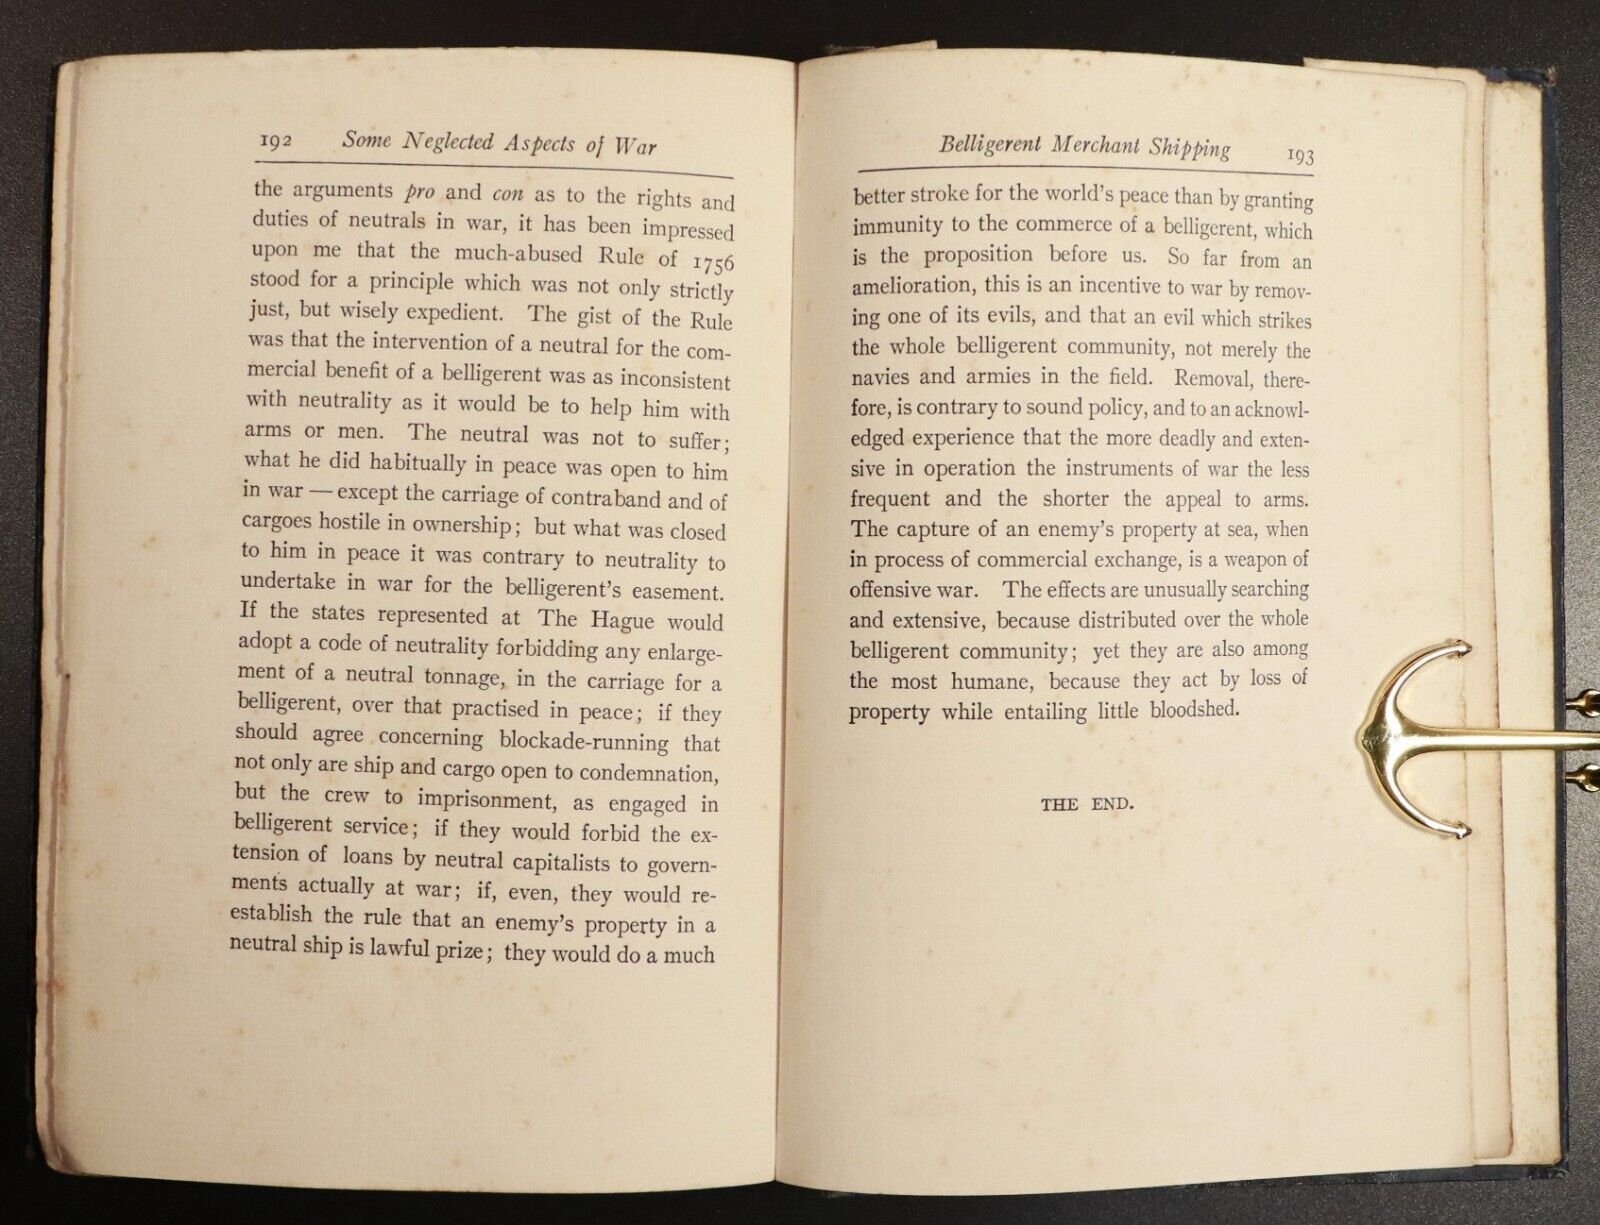 192 Some Neglected Aspects of War
the arguments pro and con as to the rights and
duties of neutrals in war, it has been impressed
upon me that the much-abused Rule of 1756
stood for a principle which was not only strictly
just, but wisely expedient. The gist of the Rule
was that the intervention of a neutral for the com-
mercial benefit of a belligerent was as inconsistent
with neutrality as it would be to help him with
arms or men. The neutral was not to suffer;
what he did habitually in peace was open to him
in war — except the carriage of contraband and of
cargoes hostile in ownership; but what was closed
to him in peace it was contrary to neutrality to
undertake in war for the belligerent's easement.
If the states represented at The Hague would
adopt a code of neutrality forbidding any enlarge-
ment of a neutral tonnage, in the carriage for a
belligerent, over that practised in peace; if they
should agree concerning blockade-running that
not only are ship and cargo open to condemnation,
but the crew to imprisonment, as engaged in
belligerent service; if they would forbid the ex-
tension of loans by neutral capitalists to govern-
ments actually at war; if, even, they would re-
establish the rule that an enemy's property in a
neutral ship is lawful prize; they would do a much
Belligerent Merchant Shipping 193
better stroke for the world's peace than by granting
immunity to the commerce of a belligerent, which
is the proposition before us. So far from an
amelioration, this is an incentive to war by remov-
ing one of its evils, and that an evil which strikes
the whole belligerent community, not merely the
navies and armies in the field. Removal, there-
fore, is contrary to sound policy, and to an acknowl-
edged experience that the more deadly and exten-
sive in operation the instruments of war the less
frequent and the shorter the appeal to arms.
The capture of an enemy's property at sea, when
in process of commercial exchange, is a weapon of
offensive war. The effects are unusually searching
and extensive, because distributed over the whole
belligerent community; yet they are also among
the most humane, because they act by loss of
property while entailing little bloodshed.
THE END.